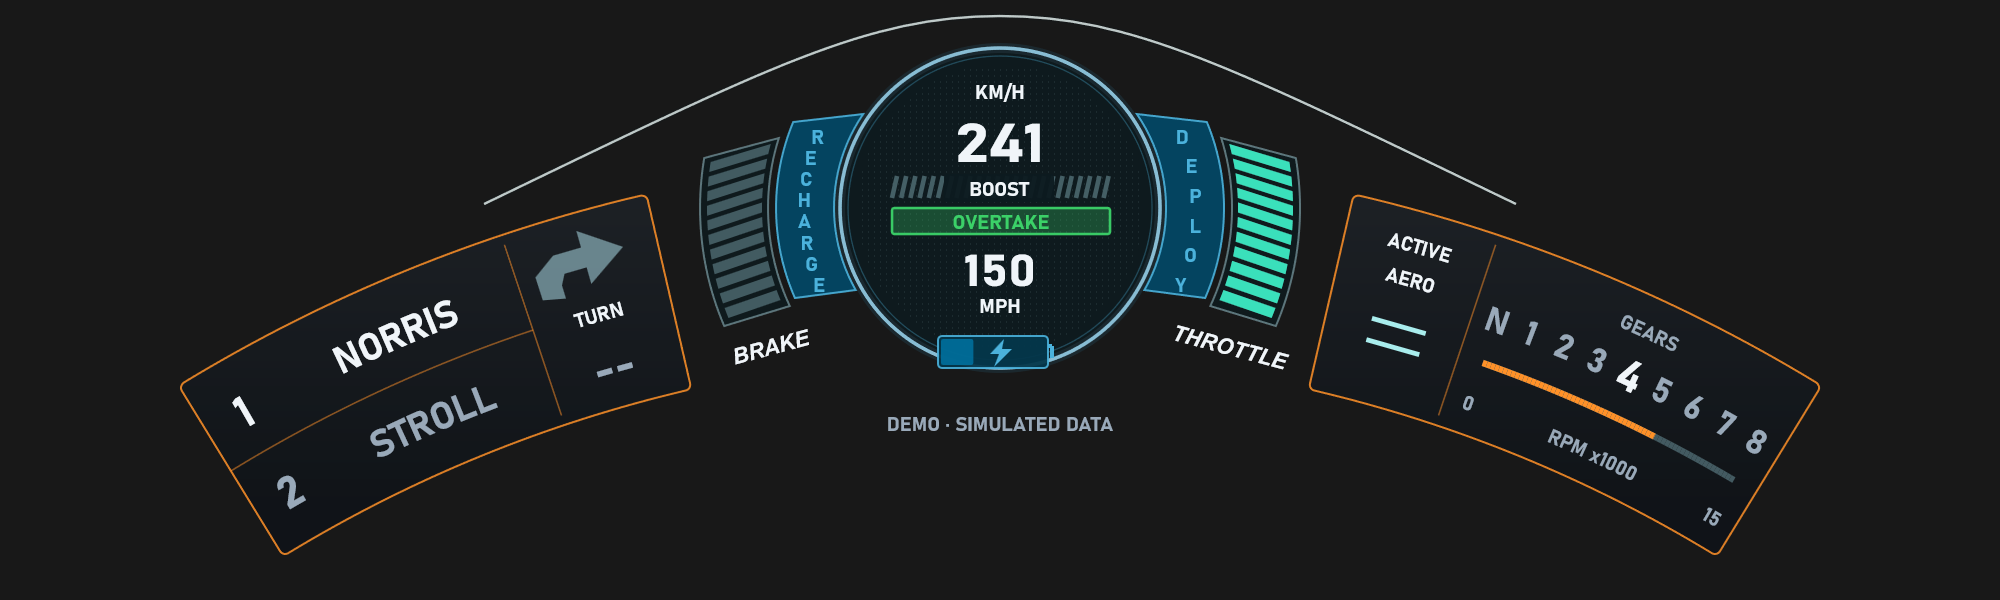 1 NORRIS
2 STROLL
TURN
--
BRAKE
RECHARGE
KM/H
241
BOOST
OVERTAKE
150
MPH
DEPLOY
THROTTLE
DEMO · SIMULATED DATA
ACTIVE
AERO
GEARS
N 1 2 3 4 5 6 7 8
0
RPM x1000
15